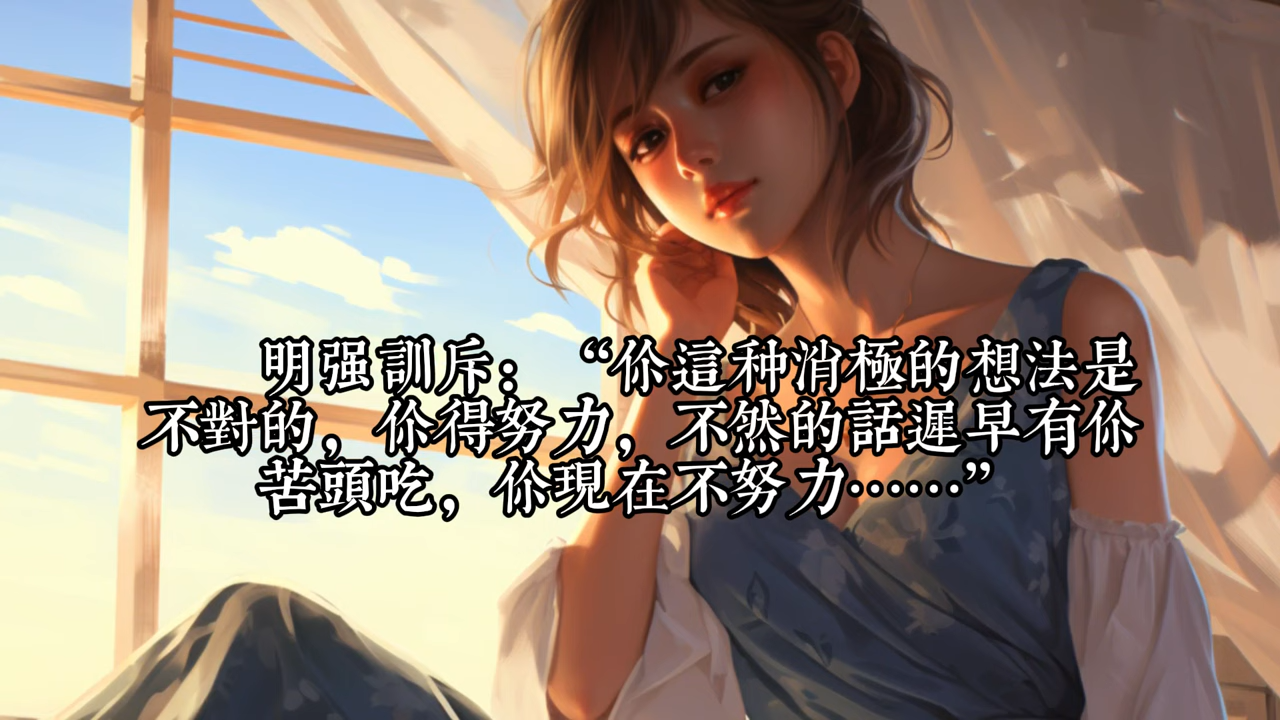 明强訓斥：“你這种消極的想法是
不對的，你得努力，不然的話遲早有你
苦頭吃，你現在不努力……”